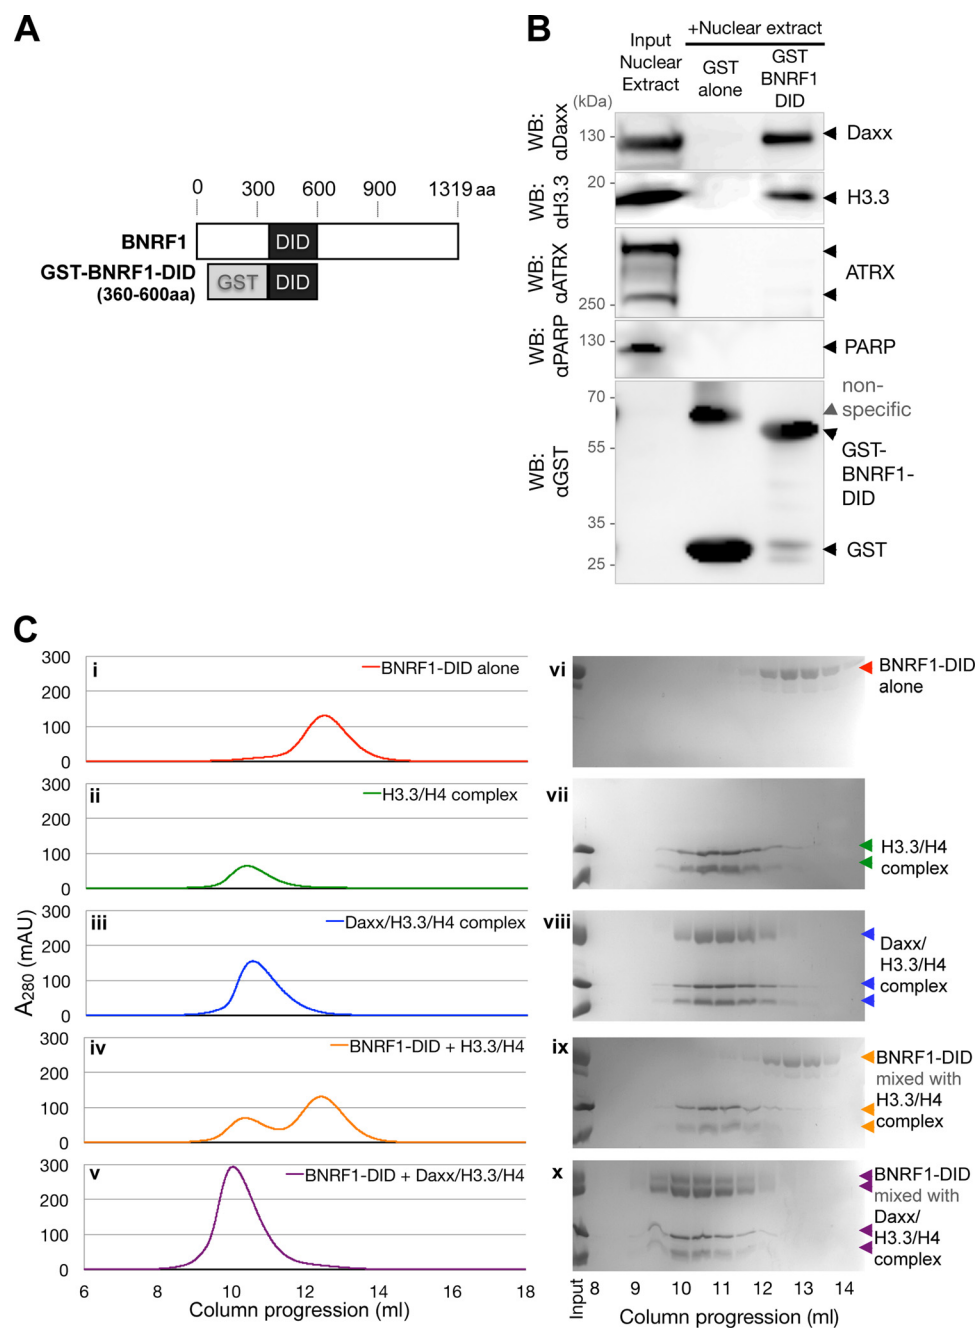 A
0 300 600 900 1319 aa
BNRF1 DID
GST-BNRF1-DID GST DID
(360-600aa)
B
+Nuclear extract
Input
Nuclear
Extract
GST
alone
GST
BNRF1
DID
(kDa)
WB:
αDaxx
130
Daxx
WB:
αH3.3
20
H3.3
WB:
αATRX
250
ATRX
WB:
αPARP
130
PARP
WB:
αGST
70
55
35
25
non-
specific
GST-
BNRF1-
DID
GST
C
A280 (mAU)
300
200
100
0
i
BNRF1-DID alone
300
200
100
0
ii
H3.3/H4 complex
300
200
100
0
iii
Daxx/H3.3/H4 complex
300
200
100
0
iv
BNRF1-DID + H3.3/H4
300
200
100
0
v
BNRF1-DID + Daxx/H3.3/H4
6 8 10 12 14 16 18
Column progression (ml)
vi
BNRF1-DID
alone
vii
H3.3/H4
complex
viii
Daxx/
H3.3/H4
complex
ix
BNRF1-DID
mixed with
H3.3/H4
complex
x
BNRF1-DID
mixed with
Daxx/
H3.3/H4
complex
Input 8 9 10 11 12 13 14
Column progression (ml)